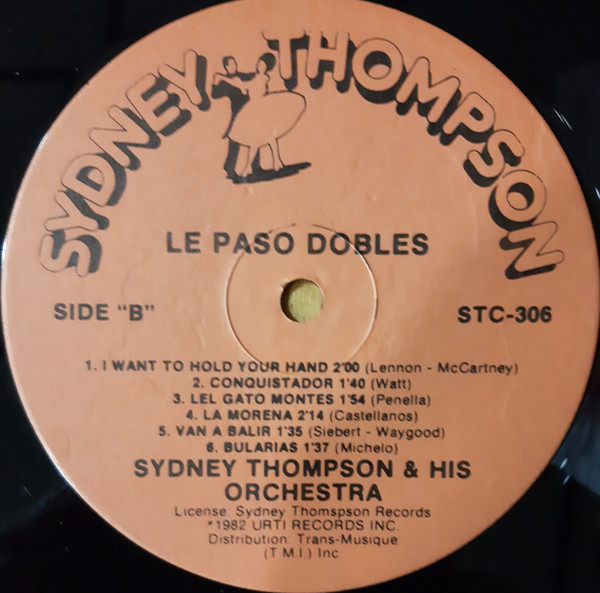 SYDNEY THOMPSON
LE PASO DOBLES
SIDE "B"
STC-306
1. I WANT TO HOLD YOUR HAND 2'00 (Lennon - McCartney)
2. CONQUISTADOR 1'40 (Watt)
3. LEL GATO MONTES 1'54 (Penella)
4. LA MORENA 2'14 (Castellanos)
5. VAN A BALIR 1'35 (Siebert - Waygood)
6. BULARIAS 1'37 (Michelo)
SYDNEY THOMPSON & HIS
ORCHESTRA
License: Sydney Thomspson Records
*1982 URTI RECORDS INC.
Distribution: Trans-Musique
(T.M.I.) Inc.